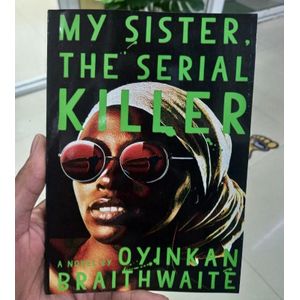 MY SISTER,
THE SERIAL
KILLER
A NOVEL BY
OYINKAN
BRAITHWAITE